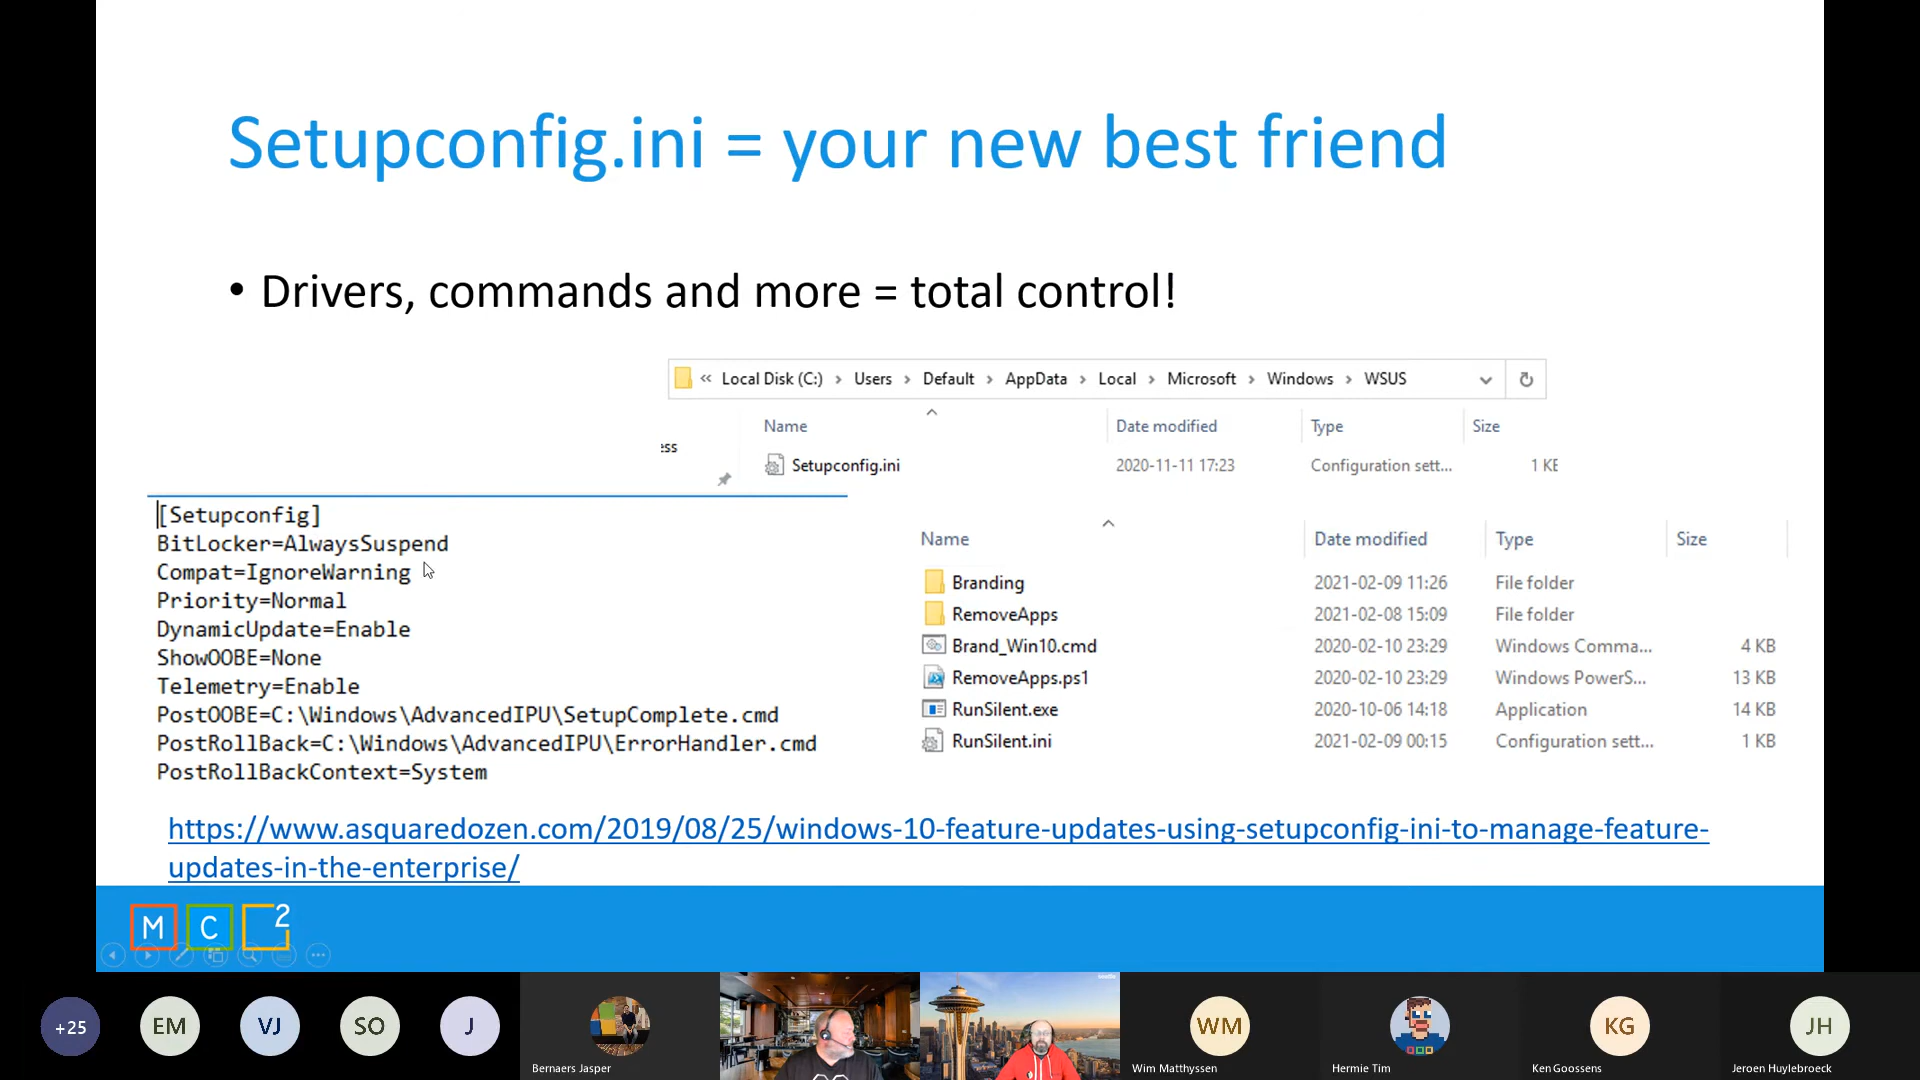 Setupconfig.ini = your new best friend
• Drivers, commands and more = total control!
« Local Disk (C:) › Users › Default › AppData › Local › Microsoft › Windows › WSUS
Name Date modified Type Size
ess
Setupconfig.ini 2020-11-11 17:23 Configuration sett... 1 KB
[Setupconfig]
BitLocker=AlwaysSuspend
Compat=IgnoreWarning
Priority=Normal
DynamicUpdate=Enable
ShowOOBE=None
Telemetry=Enable
PostOOBE=C:\Windows\AdvancedIPU\SetupComplete.cmd
PostRollBack=C:\Windows\AdvancedIPU\ErrorHandler.cmd
PostRollBackContext=System
Name Date modified Type Size
Branding 2021-02-09 11:26 File folder
RemoveApps 2021-02-08 15:09 File folder
Brand_Win10.cmd 2020-02-10 23:29 Windows Comma... 4 KB
RemoveApps.ps1 2020-02-10 23:29 Windows PowerS... 13 KB
RunSilent.exe 2020-10-06 14:18 Application 14 KB
RunSilent.ini 2021-02-09 00:15 Configuration sett... 1 KB
https://www.asquaredozen.com/2019/08/25/windows-10-feature-updates-using-setupconfig-ini-to-manage-feature-
updates-in-the-enterprise/
M C 2
+25 EM VJ SO J WM KG JH
Bernaers Jasper Wim Matthyssen Hermie Tim Ken Goossens Jeroen Huylebroeck